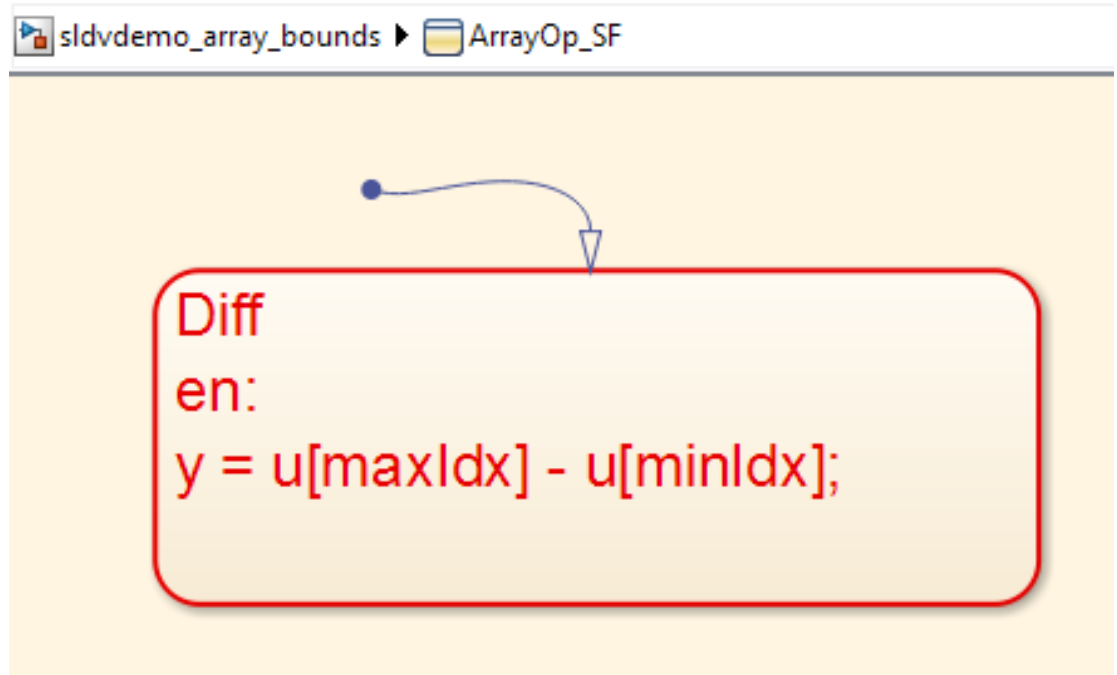 sldvdemo_array_bounds ▶ ArrayOp_SF
Diff
en:
y = u[maxIdx] - u[minIdx];